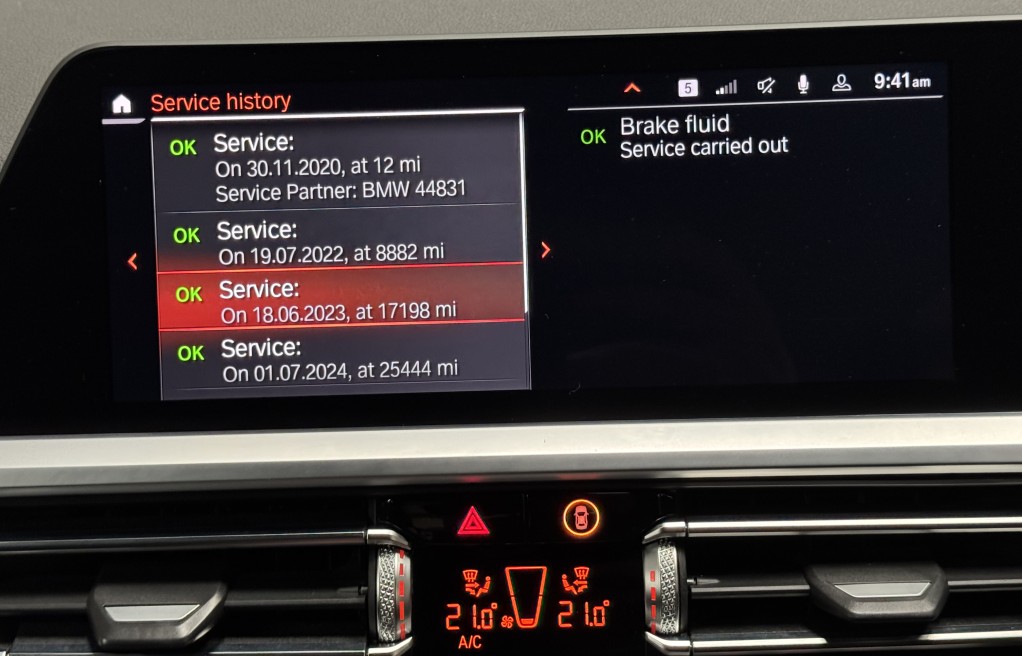 Service history
5
9:41am
OK Service:
On 30.11.2020, at 12 mi
Service Partner: BMW 44831
OK Service:
On 19.07.2022, at 8882 mi
OK Service:
On 18.06.2023, at 17198 mi
OK Service:
On 01.07.2024, at 25444 mi
OK Brake fluid
Service carried out
21.0° 21.0°
A/C